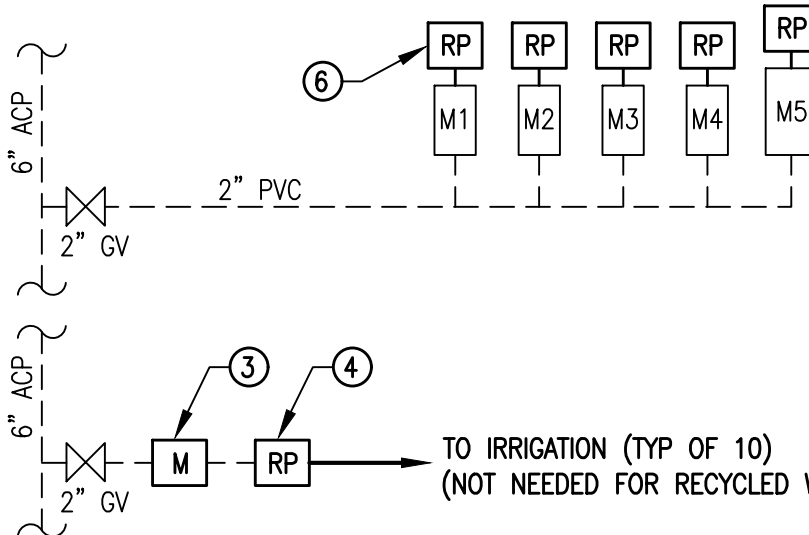 RP RP RP RP RP
6
M1 M2 M3 M4 M5
6" ACP
2" PVC
2" GV
3 4
6" ACP
M RP
TO IRRIGATION (TYP OF 10)
(NOT NEEDED FOR RECYCLED
2" GV